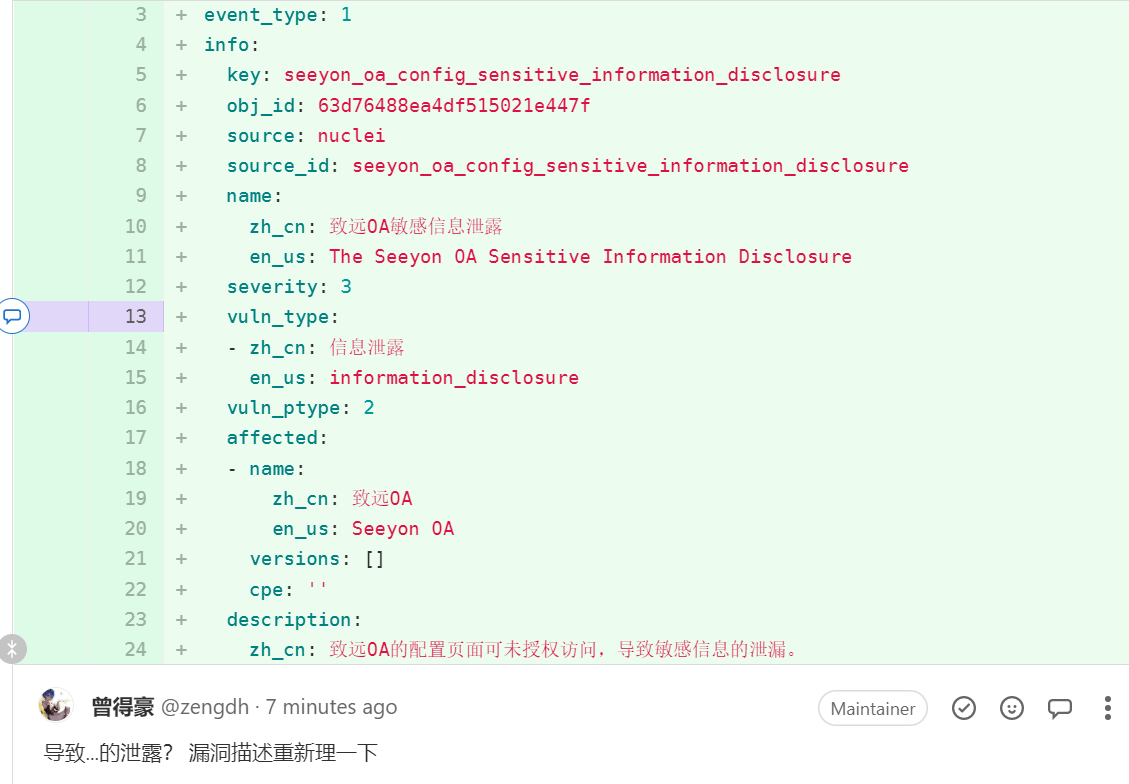 3 + event_type: 1
4 + info:
5 + key: seeyon_oa_config_sensitive_information_disclosure
6 + obj_id: 63d76488ea4df515021e447f
7 + source: nuclei
8 + source_id: seeyon_oa_config_sensitive_information_disclosure
9 + name:
10 + zh_cn: 致远OA敏感信息泄露
11 + en_us: The Seeyon OA Sensitive Information Disclosure
12 + severity: 3
13 + vuln_type:
14 + - zh_cn: 信息泄露
15 + en_us: information_disclosure
16 + vuln_ptype: 2
17 + affected:
18 + - name:
19 + zh_cn: 致远OA
20 + en_us: Seeyon OA
21 + versions: []
22 + cpe: ''
23 + description:
24 + zh_cn: 致远OA的配置页面可未授权访问，导致敏感信息的泄漏。
曾得豪 @zengdh · 7 minutes ago Maintainer
导致...的泄露？ 漏洞描述重新理一下